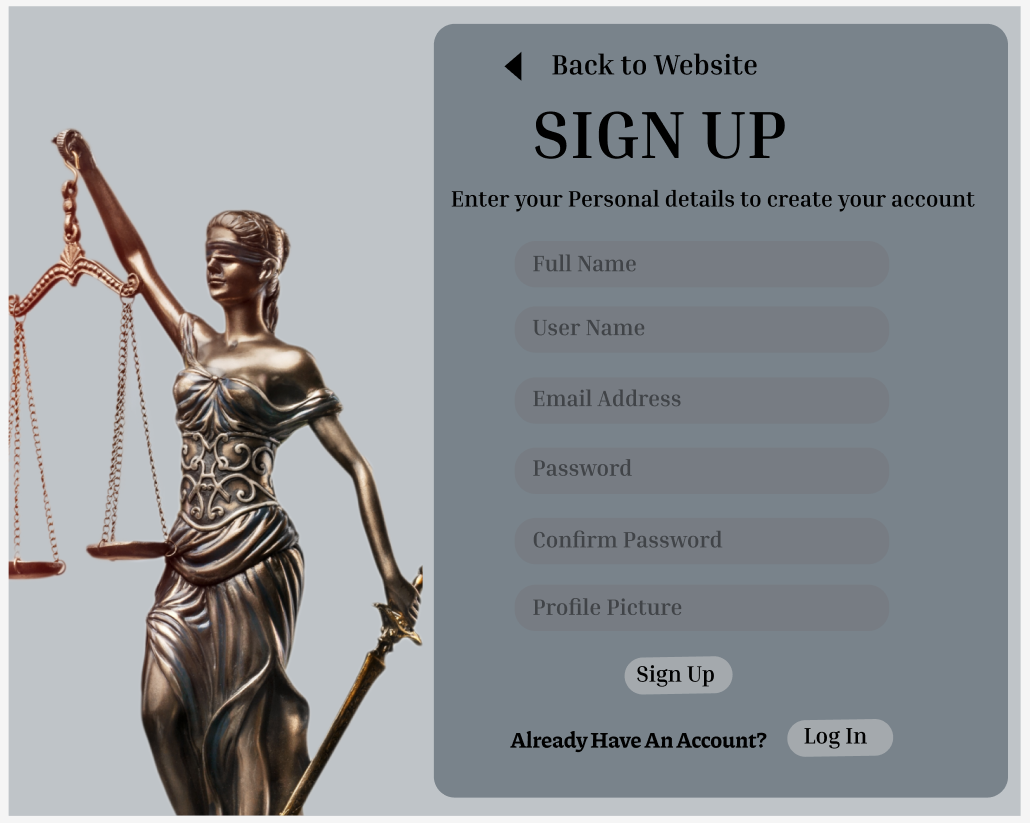 Back to Website
SIGN UP
Enter your Personal details to create your account
Full Name
User Name
Email Address
Password
Confirm Password
Profile Picture
Sign Up
Already Have An Account? Log In